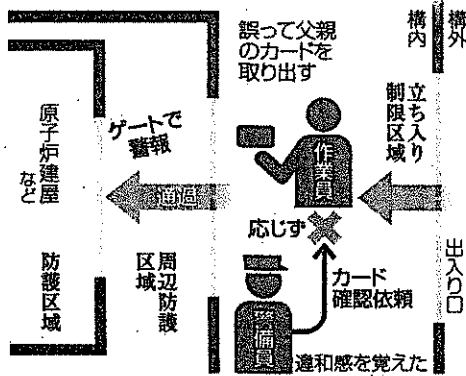 構外
構内
立ち入り
制限区域
出入り口
誤って父親
のカードを
取り出す
作業員
応じず
カード
確認依頼
警備員
違和感を覚えた
ゲートで
警報
通過
周辺防護
区域
原子炉建屋
など
防護区域